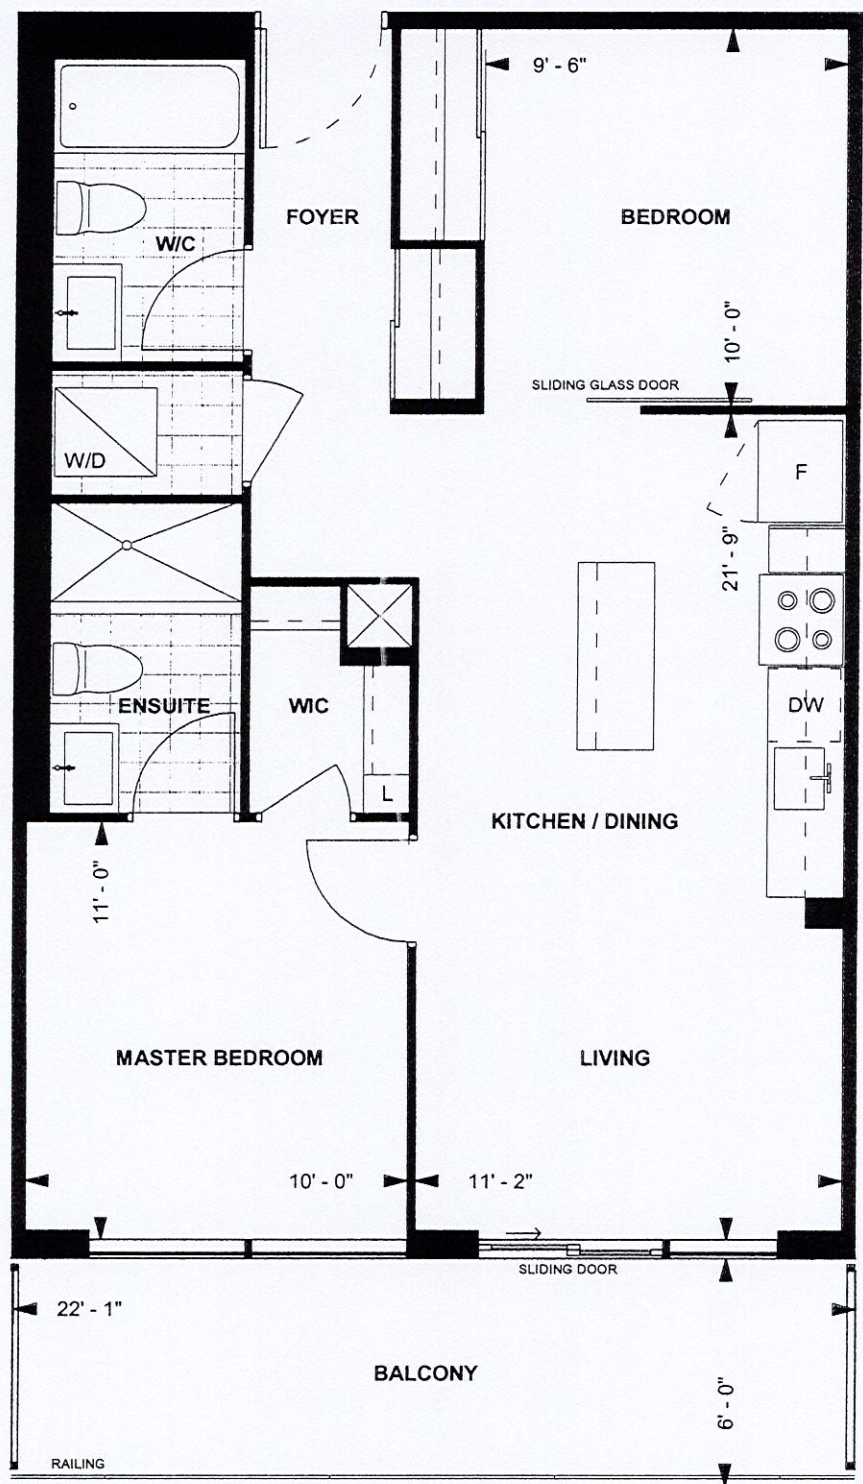 9' - 6"
FOYER
BEDROOM
W/C
10' - 0"
SLIDING GLASS DOOR
W/D
F
21' - 9"
ENSUITE
WIC
DW
L
KITCHEN / DINING
11' - 0"
MASTER BEDROOM
LIVING
10' - 0"
11' - 2"
SLIDING DOOR
22' - 1"
BALCONY
6' - 0"
RAILING